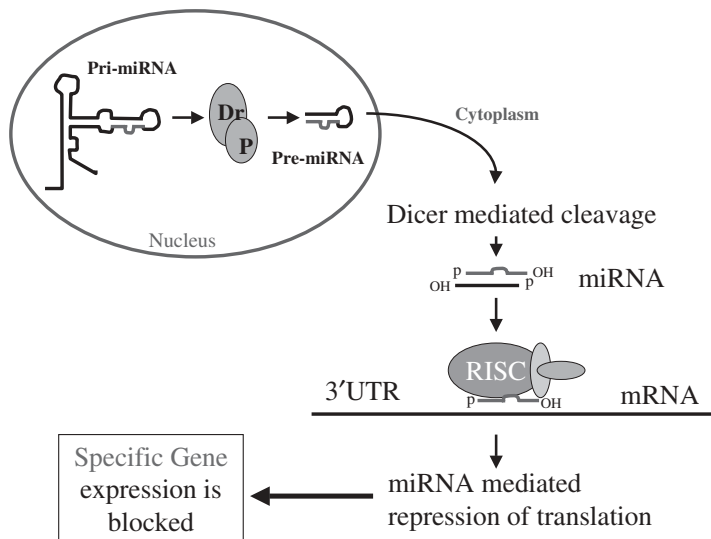 Pri-miRNA
Dr
P
Pre-miRNA
Cytoplasm
Nucleus
Dicer mediated cleavage
p
OH
OH
p
miRNA
RISC
3′UTR
p
OH
mRNA
Specific Gene
expression is
blocked
miRNA mediated
repression of translation